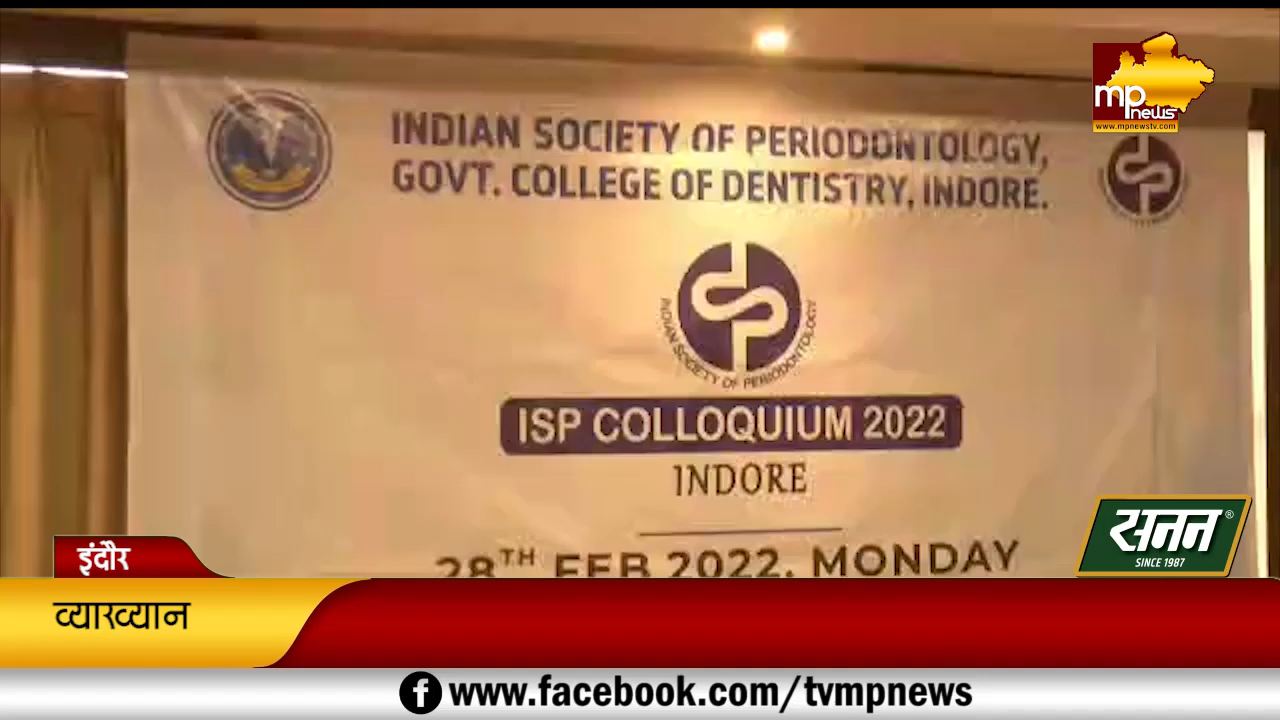 mp
news
www.mpnewstv.com
INDIAN SOCIETY OF PERIODONTOLOGY,
GOVT. COLLEGE OF DENTISTRY, INDORE.
INDIAN SOCIETY OF PERIODONTOLOGY
ISP COLLOQUIUM 2022
INDORE
28TH FEB 2022, MONDAY
सनन®
SINCE 1987
इंदौर
व्याख्यान
www.facebook.com/tvmpnews